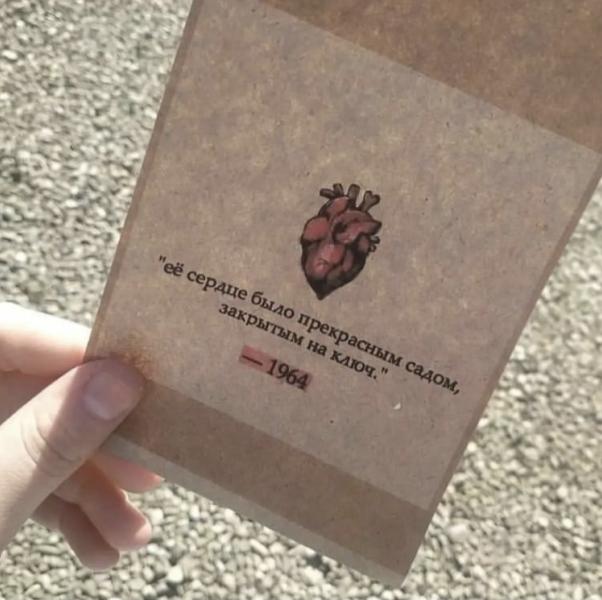 "её сердце было прекрасным садом,
закрытым на ключ."
— 1964